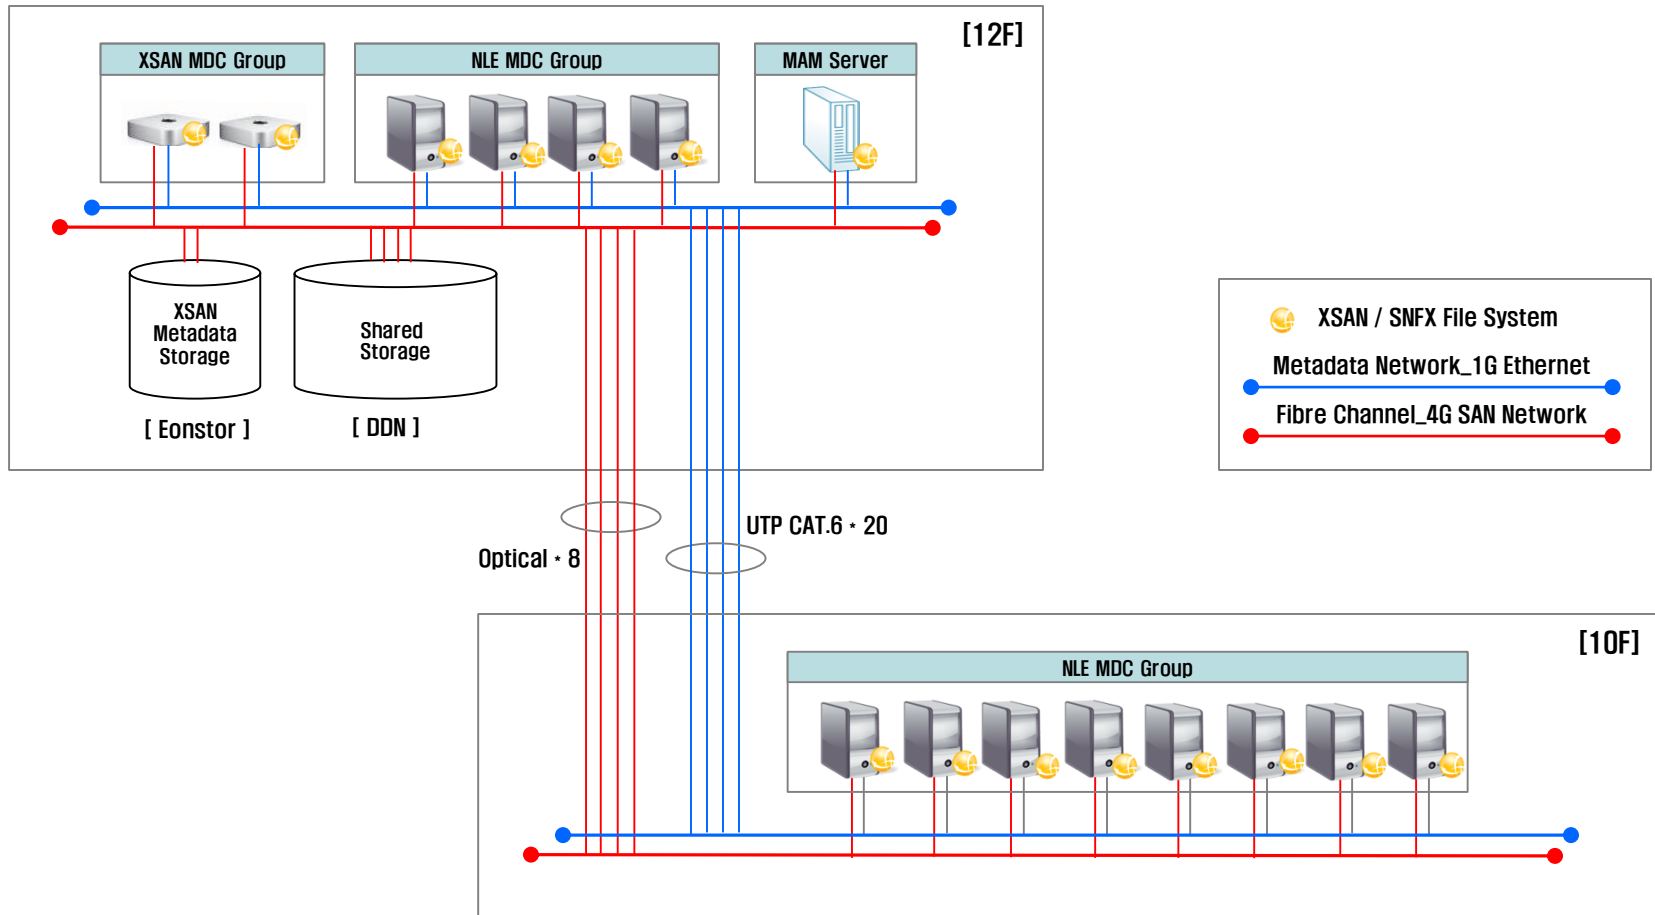 [12F]
XSAN MDC Group
NLE MDC Group
MAM Server
XSAN
Metadata
Storage
Shared
Storage
[ Eonstor ]
[ DDN ]
XSAN / SNFX File System
Metadata Network_1G Ethernet
Fibre Channel_4G SAN Network
UTP CAT.6 * 20
Optical * 8
[10F]
NLE MDC Group